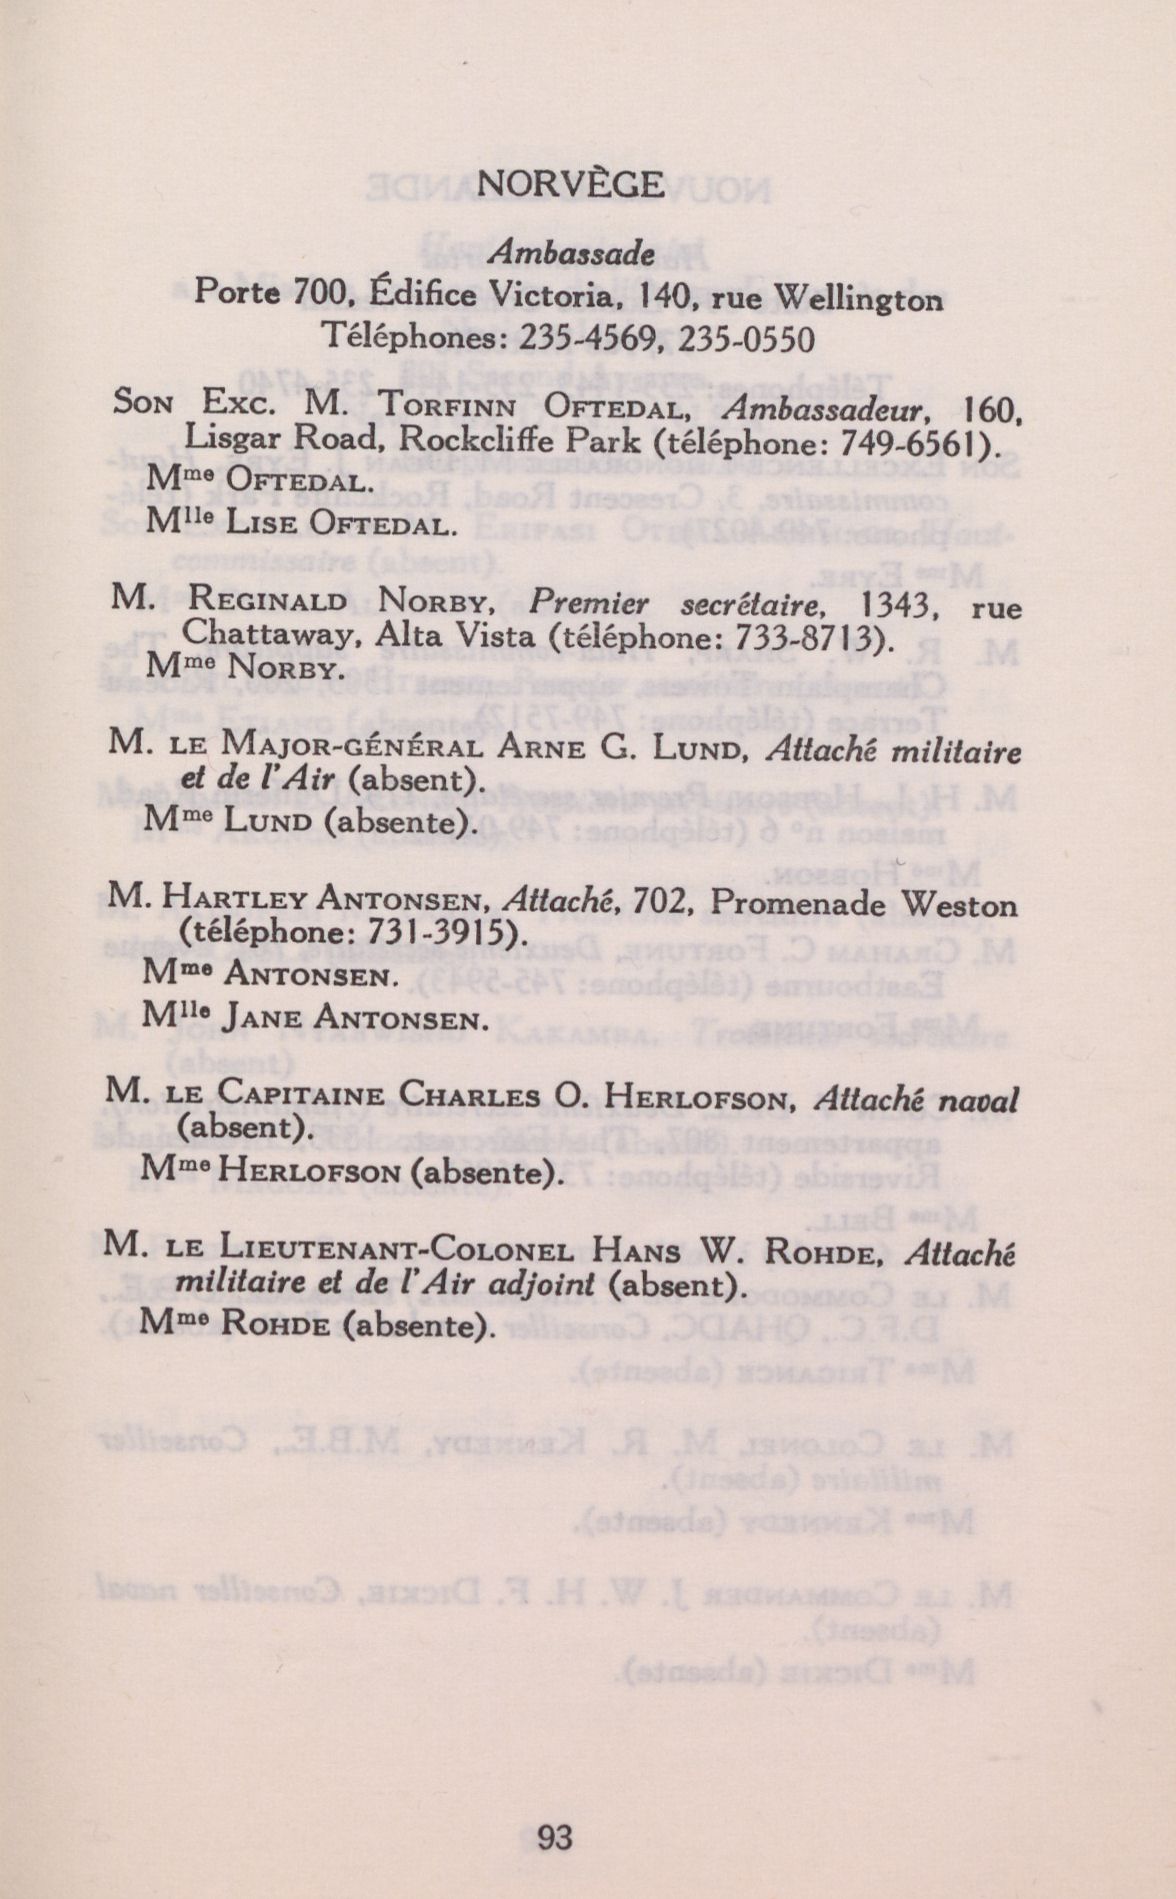 NORVÈGE
Ambassade
Porte 700, Édifice Victoria, 140, rue Wellington
Téléphones: 235-4569, 235-0550
SON EXC. M. TORFINN OFTEDAL, Ambassadeur, 160,
Lisgar Road, Rockcliffe Park (téléphone: 749-6561).
Mme OFTEDAL.
Mlle LISE OFTEDAL.
M. REGINALD NORBY, Premier secrétaire, 1343, rue
Chattaway, Alta Vista (téléphone: 733-8713).
Mme NORBY.
M. LE MAJOR-GÉNÉRAL ARNE G. LUND, Attaché militaire
et de l'Air (absent).
Mme LUND (absente).
M. HARTLEY ANTONSEN, Attaché, 702, Promenade Weston
(téléphone: 731-3915).
Mme ANTONSEN.
Mlle JANE ANTONSEN.
M. LE CAPITAINE CHARLES O. HERLOFSON, Attaché naval
(absent).
Mme HERLOFSON (absente).
M. LE LIEUTENANT-COLONEL HANS W. ROHDE, Attaché
militaire et de l'Air adjoint (absent).
Mme ROHDE (absente).
93